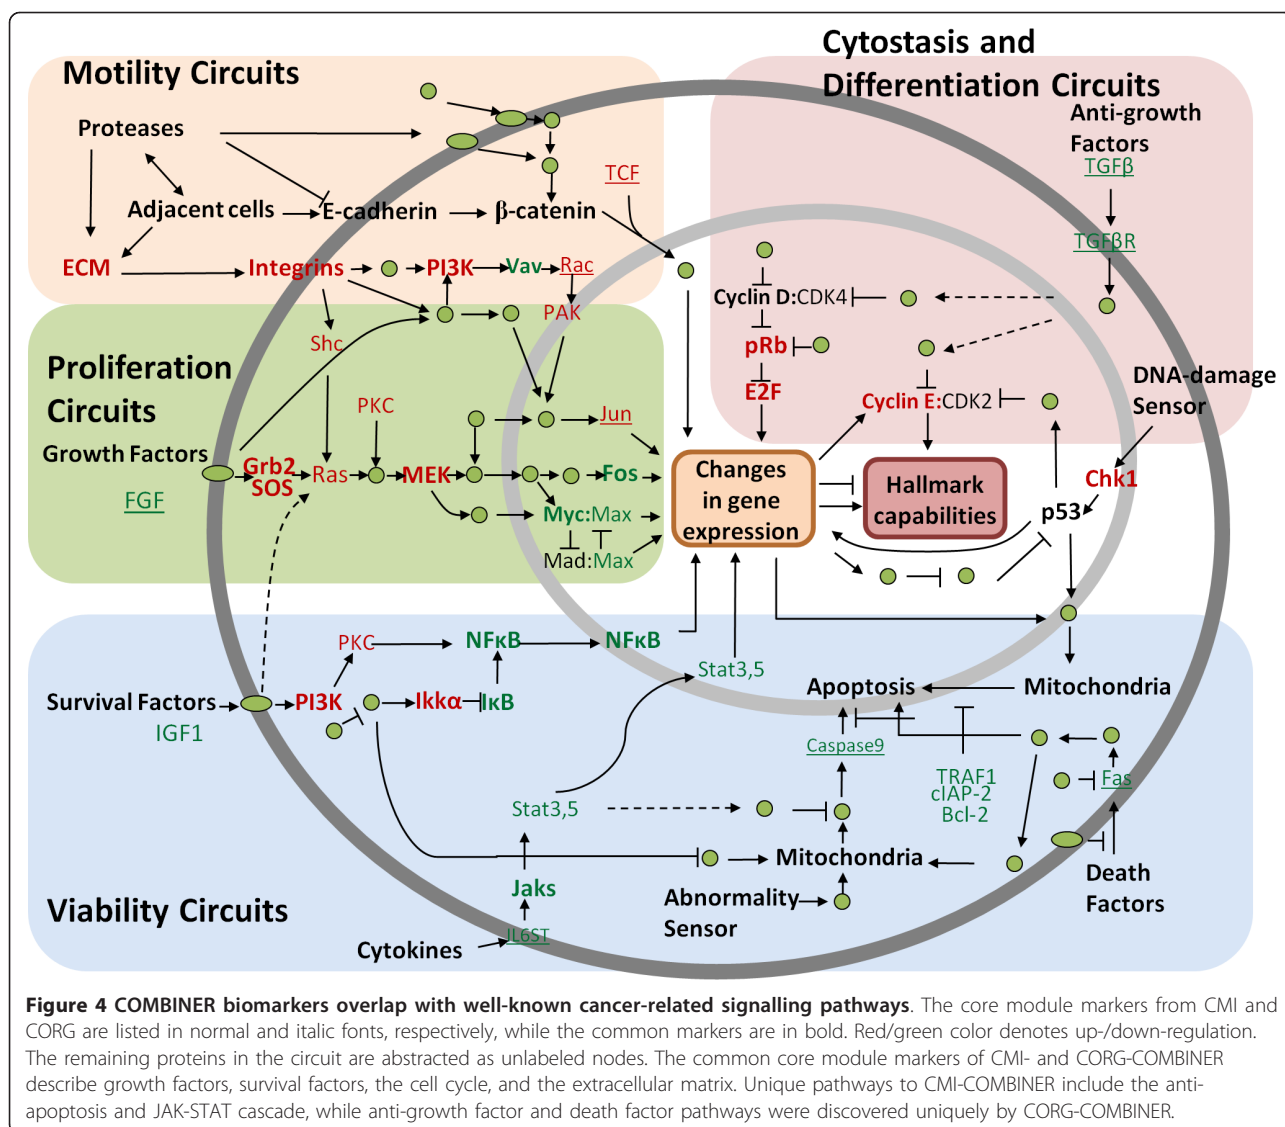 Motility Circuits
Cytostasis and
Differentiation Circuits
Proteases
Anti-growth
Factors
TGFβ
TCF
Adjacent cells
E-cadherin
β-catenin
TGFβR
ECM
Integrins
PI3K
Vav
Rac
Cyclin D:CDK4
PAK
Shc
pRb
Proliferation
Circuits
E2F
DNA-damage
Sensor
PKC
Jun
Cyclin E:CDK2
Growth Factors
Grb2
SOS
Ras
MEK
Fos
Changes
in gene
expression
Hallmark
capabilities
Chk1
FGF
Myc:Max
p53
Mad:Max
PKC
NFκB
NFκB
Stat3,5
Survival Factors
IGF1
PI3K
Ikkα
IκB
Apoptosis
Mitochondria
Caspase9
TRAF1
cIAP-2
Bcl-2
Fas
Stat3,5
Mitochondria
Jaks
Abnormality
Sensor
Death
Factors
Viability Circuits
Cytokines
IL6ST
Figure 4 COMBINER biomarkers overlap with well-known cancer-related signalling pathways. The core module markers from CMI and
CORG are listed in normal and italic fonts, respectively, while the common markers are in bold. Red/green color denotes up-/down-regulation.
The remaining proteins in the circuit are abstracted as unlabeled nodes. The common core module markers of CMI- and CORG-COMBINER
describe growth factors, survival factors, the cell cycle, and the extracellular matrix. Unique pathways to CMI-COMBINER include the anti-
apoptosis and JAK-STAT cascade, while anti-growth factor and death factor pathways were discovered uniquely by CORG-COMBINER.